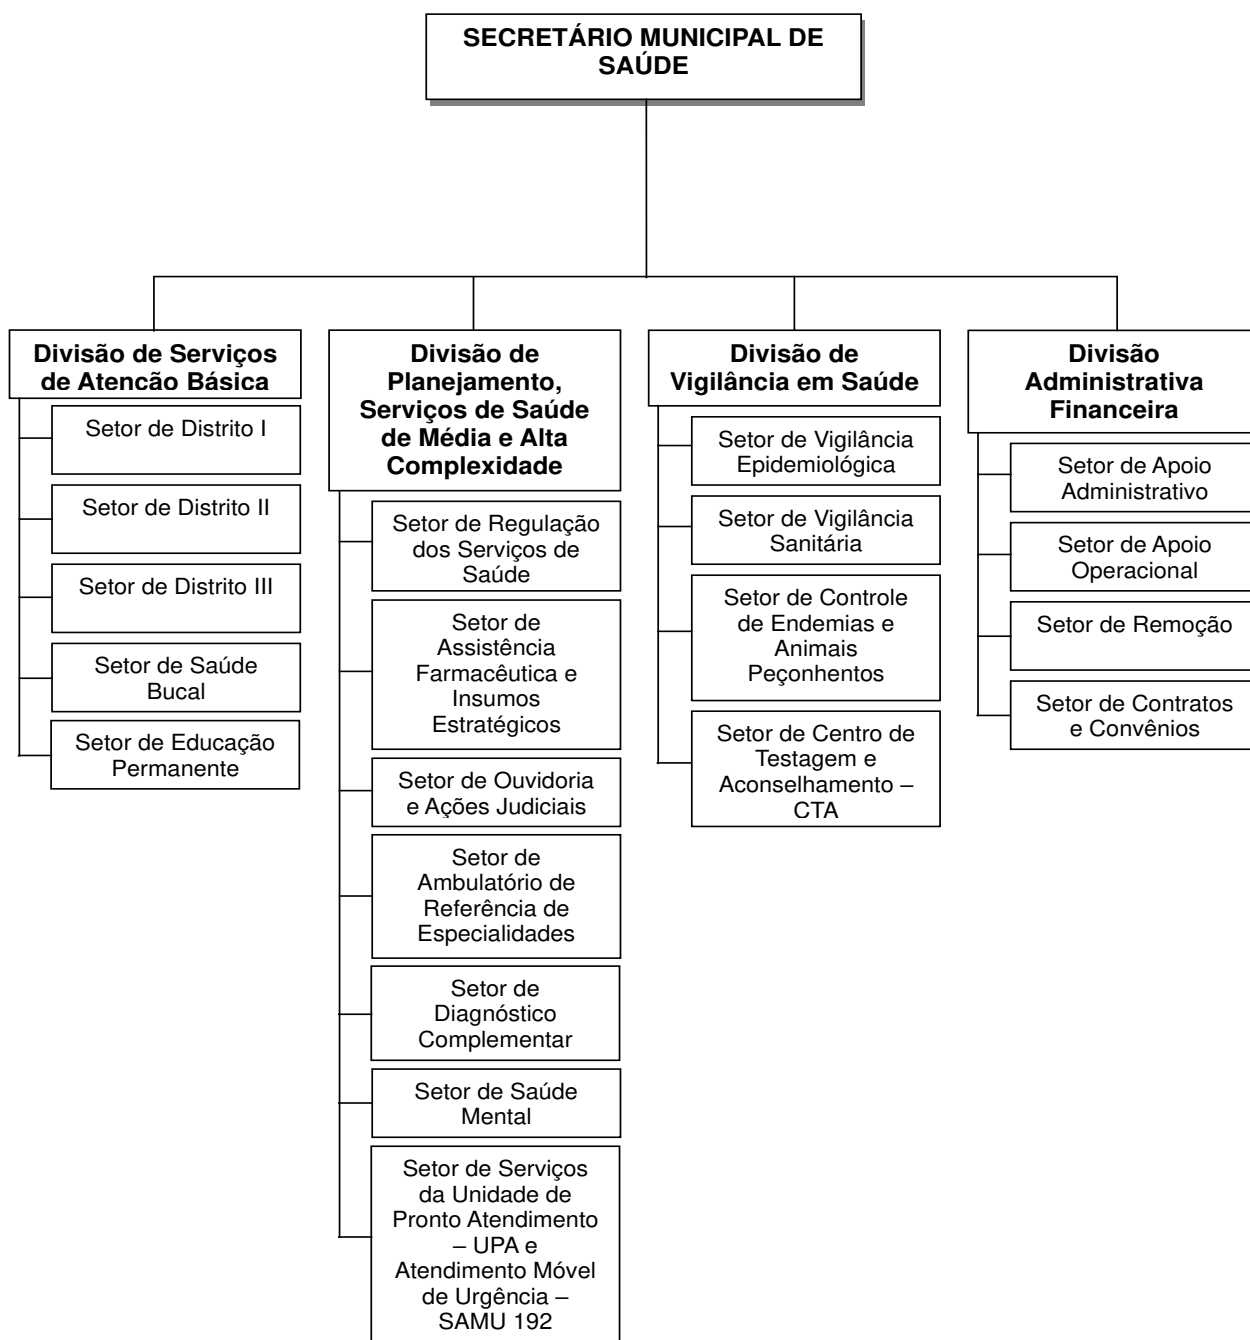 SECRETÁRIO MUNICIPAL DE
SAÚDE
Divisão de Serviços
de Atencão Básica
Setor de Distrito I
Setor de Distrito II
Setor de Distrito III
Setor de Saúde
Bucal
Setor de Educação
Permanente
Divisão de
Planejamento,
Serviços de Saúde
de Média e Alta
Complexidade
Setor de Regulação
dos Serviços de
Saúde
Setor de
Assistência
Farmacêutica e
Insumos
Estratégicos
Setor de Ouvidoria
e Ações Judiciais
Setor de
Ambulatório de
Referência de
Especialidades
Setor de
Diagnóstico
Complementar
Setor de Saúde
Mental
Setor de Serviços
da Unidade de
Pronto Atendimento
– UPA e
Atendimento Móvel
de Urgência –
SAMU 192
Divisão de
Vigilância em Saúde
Setor de Vigilância
Epidemiológica
Setor de Vigilância
Sanitária
Setor de Controle
de Endemias e
Animais
Peçonhentos
Setor de Centro de
Testagem e
Aconselhamento –
CTA
Divisão
Administrativa
Financeira
Setor de Apoio
Administrativo
Setor de Apoio
Operacional
Setor de Remoção
Setor de Contratos
e Convênios